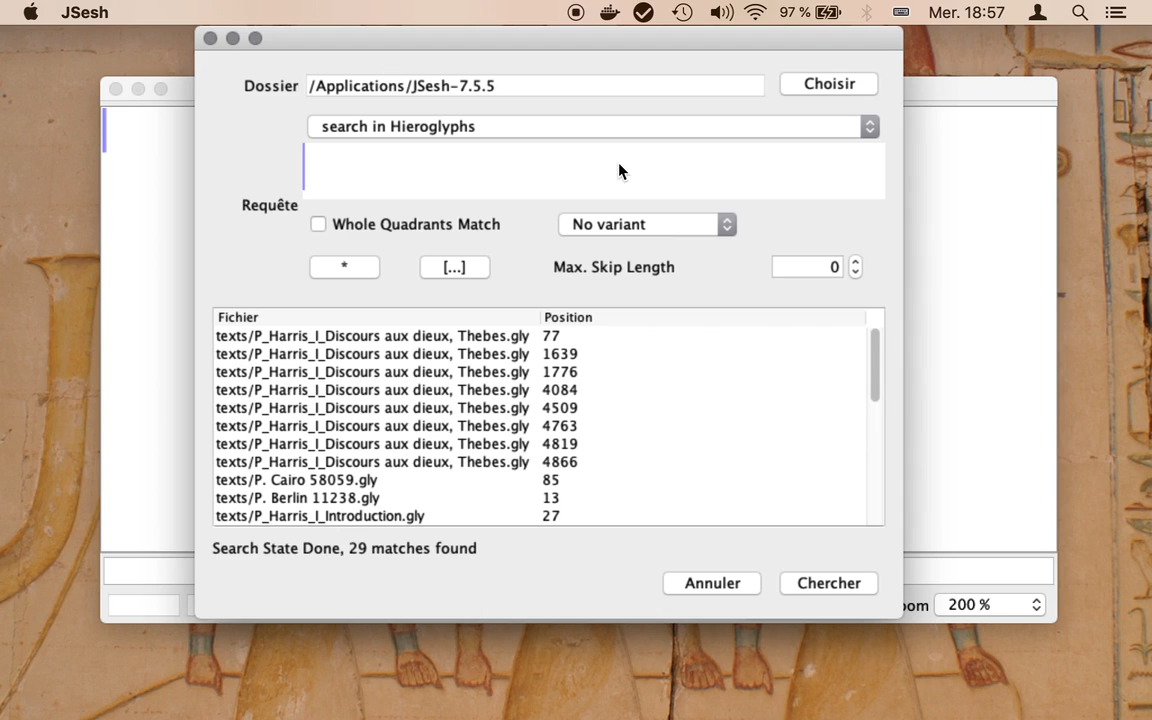 JSesh 97 % Mer. 18:57
Dossier /Applications/JSesh-7.5.5 Choisir
search in Hieroglyphs
Requête
Whole Quadrants Match No variant
* [...] Max. Skip Length 0
Fichier Position
texts/P_Harris_I_Discours aux dieux, Thebes.gly 77
texts/P_Harris_I_Discours aux dieux, Thebes.gly 1639
texts/P_Harris_I_Discours aux dieux, Thebes.gly 1776
texts/P_Harris_I_Discours aux dieux, Thebes.gly 4084
texts/P_Harris_I_Discours aux dieux, Thebes.gly 4509
texts/P_Harris_I_Discours aux dieux, Thebes.gly 4763
texts/P_Harris_I_Discours aux dieux, Thebes.gly 4819
texts/P_Harris_I_Discours aux dieux, Thebes.gly 4866
texts/P. Cairo 58059.gly 85
texts/P. Berlin 11238.gly 13
texts/P_Harris_I_Introduction.gly 27
Search State Done, 29 matches found
Annuler Chercher
oom 200 %